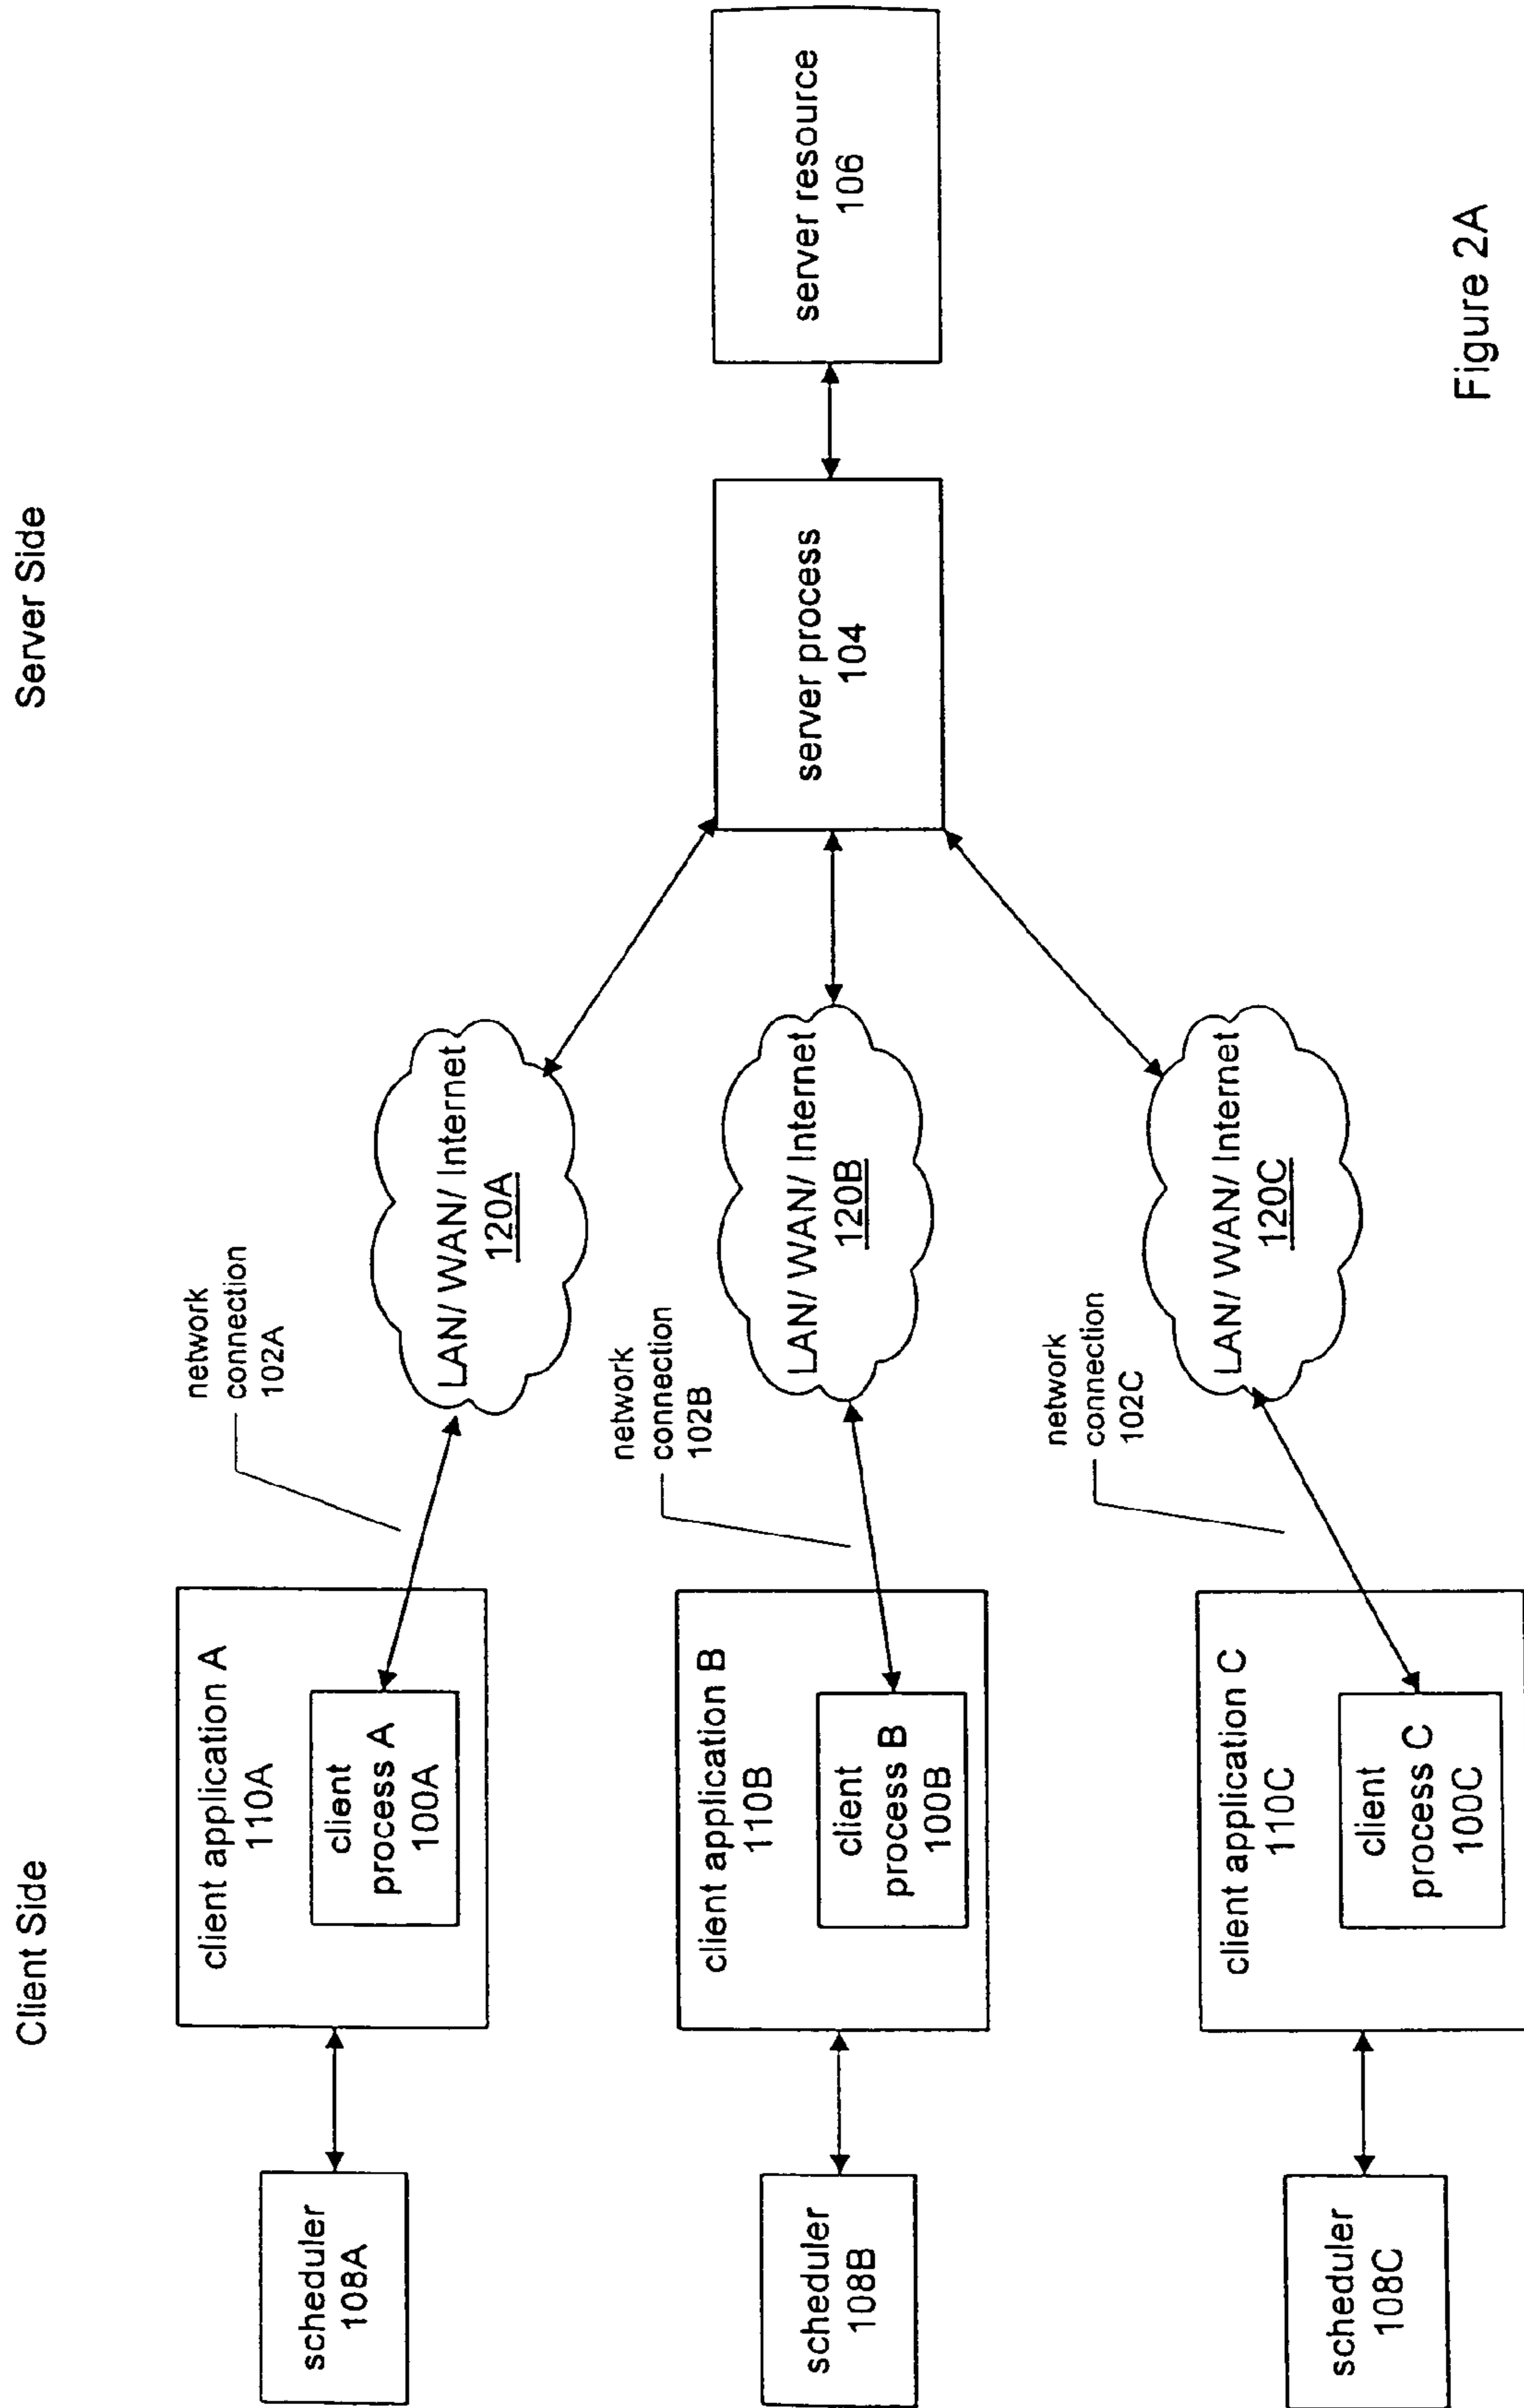 Client Side
Server Side
scheduler
108A
client application A
110A
client
process A
100A
network
connection
102A
LAN/ WAN/ Internet
120A
scheduler
108B
client application B
110B
client
process B
100B
network
connection
102B
LAN/ WAN/ Internet
120B
server process
104
server resource
106
scheduler
108C
client application C
110C
client
process C
100C
network
connection
102C
LAN/ WAN/ Internet
120C
Figure 2A